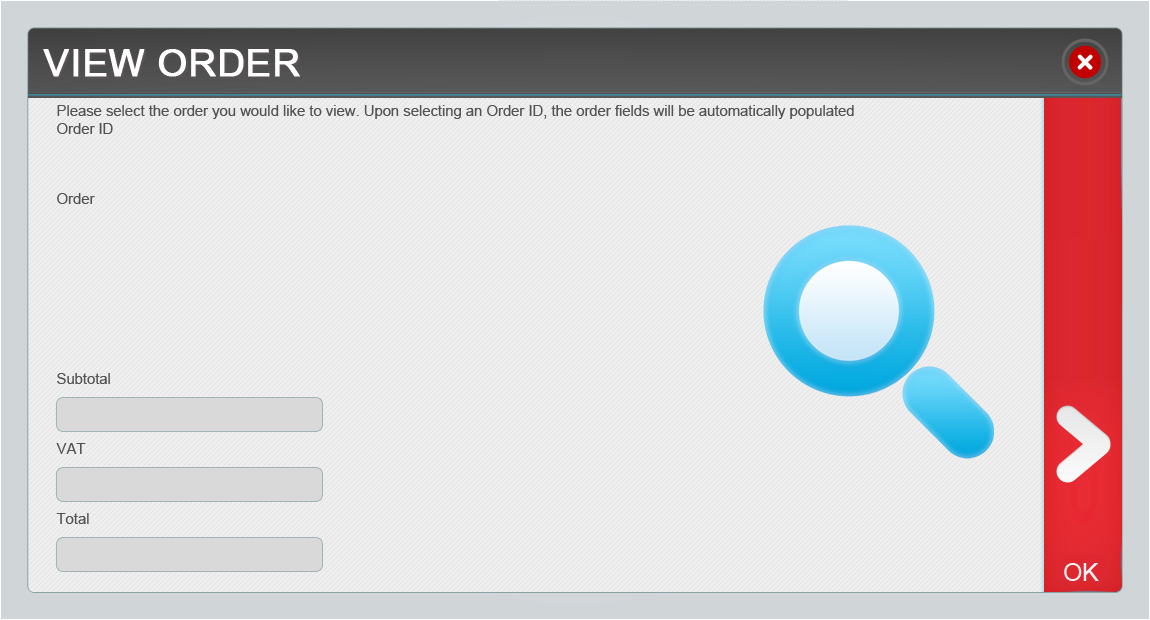 VIEW ORDER
Please select the order you would like to view. Upon selecting an Order ID, the order fields will be automatically populated
Order ID
Order
Subtotal
VAT
Total
OK